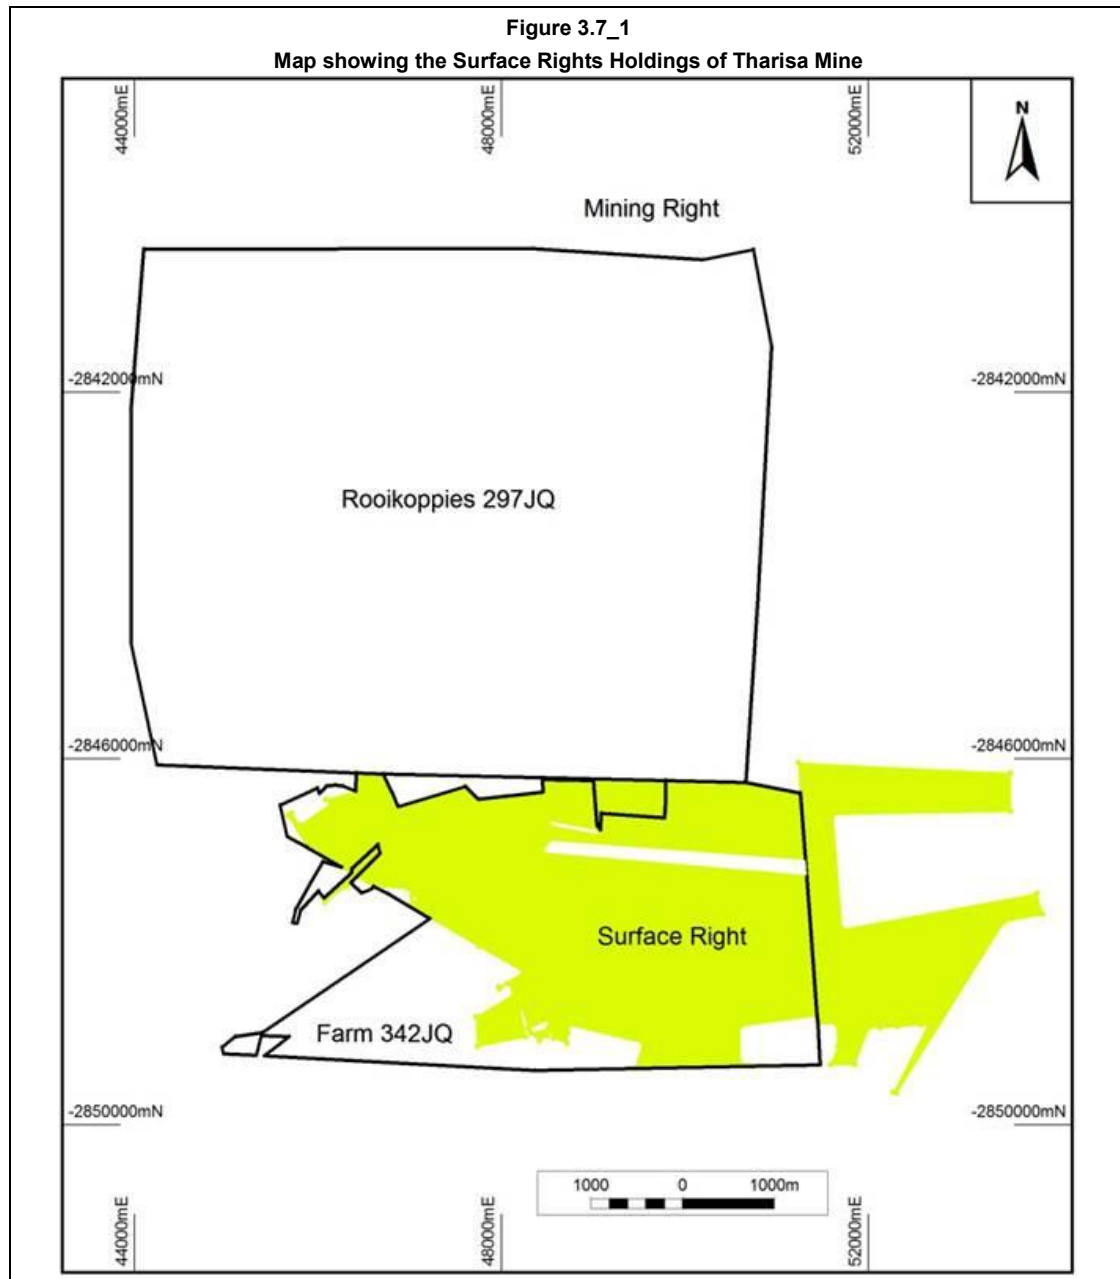 Figure 3.7_1
Map showing the Surface Rights Holdings of Tharisa Mine
44000mE
48000mE
52000mE
N
Mining Right
-2842000mN
-2842000mN
Rooikoppies 297JQ
-2846000mN
-2846000mN
Surface Right
Farm 342JQ
-2850000mN
-2850000mN
1000 0 1000m
44000mE
48000mE
52000mE